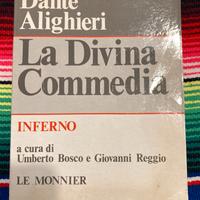 Dante
Alighieri
La Divina
Commedia
INFERNO
a cura di
Umberto Bosco e Giovanni Reggio
LE MONNIER